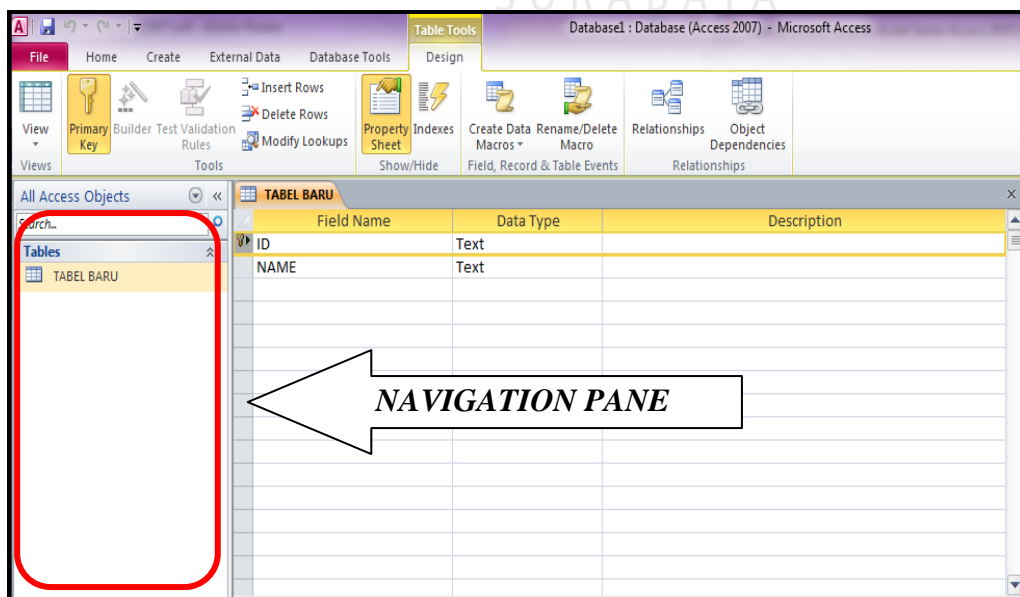 SURABAYA
Table Tools
Database1 : Database (Access 2007) - Microsoft Access
File Home Create External Data Database Tools Design
View
Primary Key
Builder
Test Validation Rules
Insert Rows
Delete Rows
Modify Lookups
Property Sheet
Indexes
Create Data Macros
Rename/Delete Macro
Relationships
Object Dependencies
Views Tools Show/Hide Field, Record & Table Events Relationships
All Access Objects
Search...
Tables
TABEL BARU
TABEL BARU
Field Name Data Type Description
ID Text
NAME Text
NAVIGATION PANE